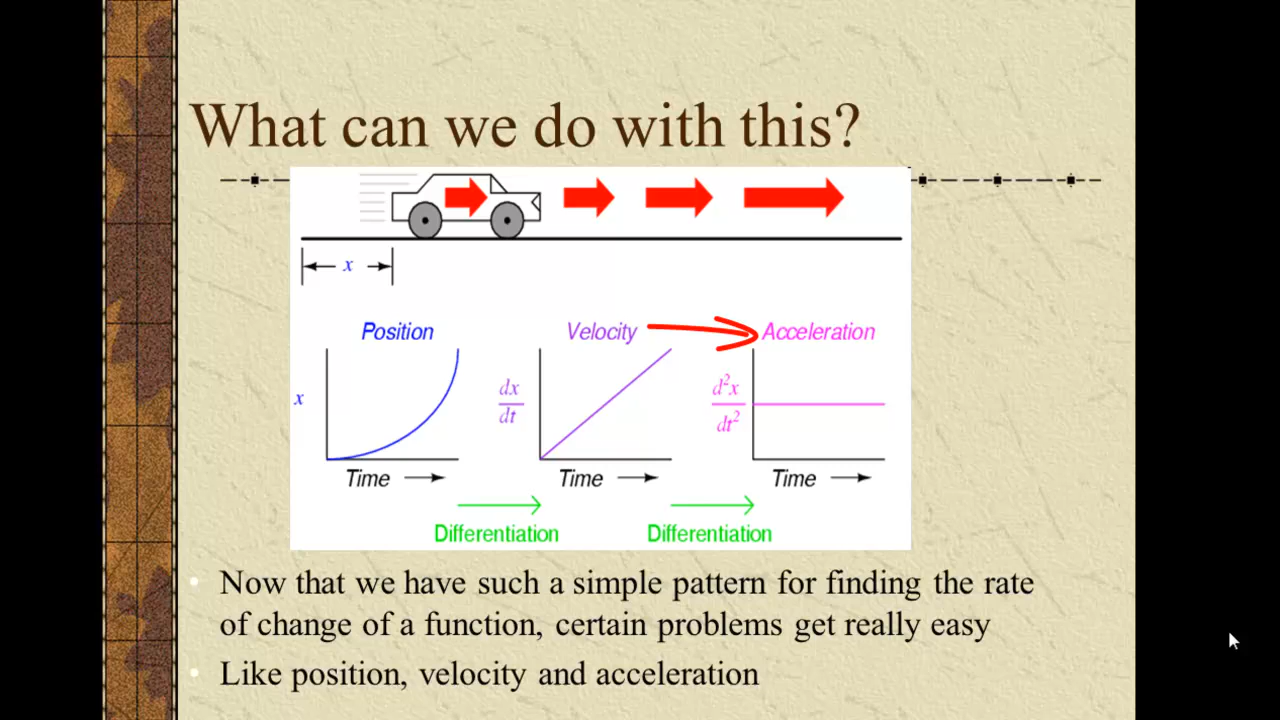 What can we do with this?
x
Position Velocity Acceleration
x dx/dt d²x/dt²
Time Time Time
Differentiation Differentiation
Now that we have such a simple pattern for finding the rate
of change of a function, certain problems get really easy
Like position, velocity and acceleration